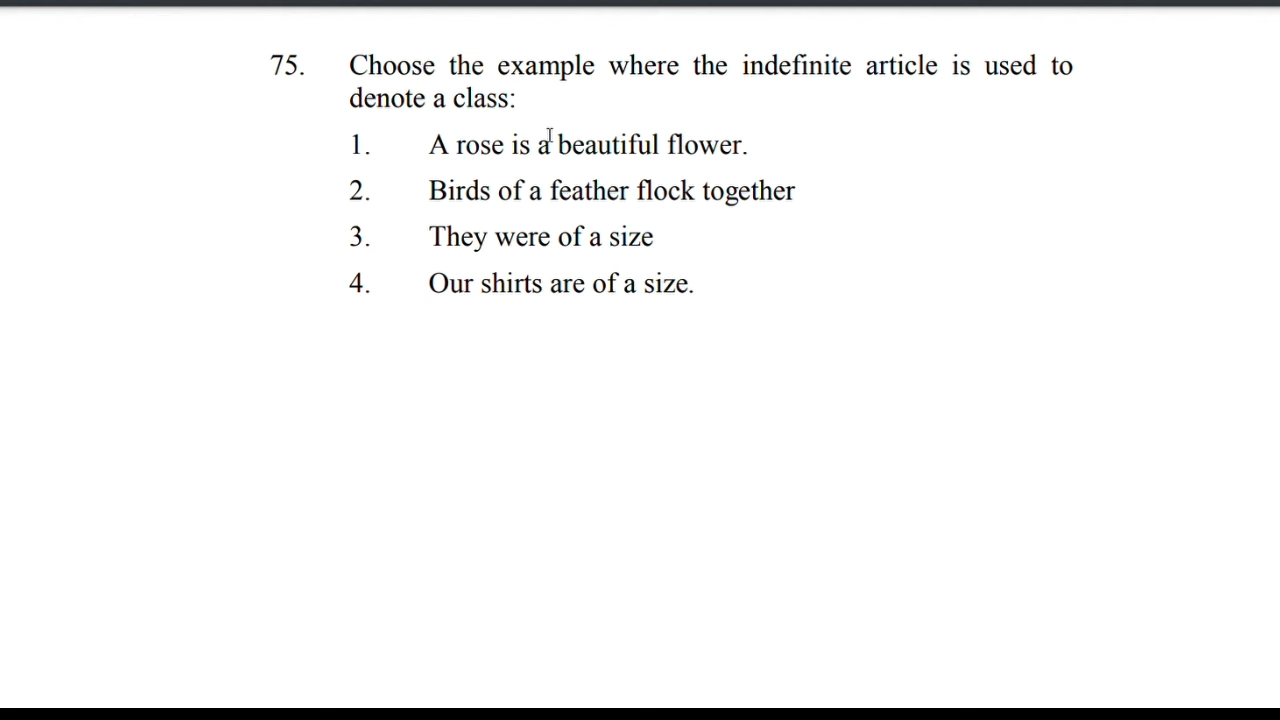 75. Choose the example where the indefinite article is used to
denote a class:
1. A rose is a beautiful flower.
2. Birds of a feather flock together
3. They were of a size
4. Our shirts are of a size.